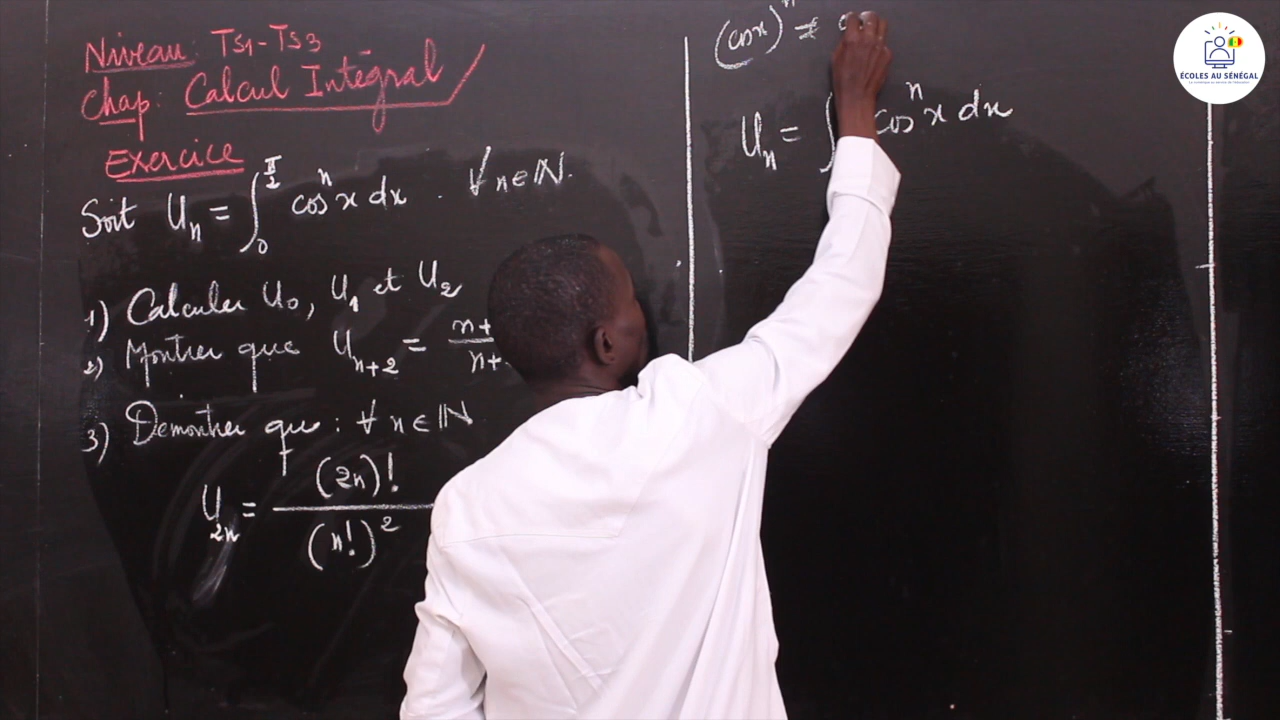 Niveau: TS1-TS3
Chap: Calcul Intégral
Exercice
Soit Uₙ = ∫₀^{π/2} cosⁿx dx . ∀ n ∈ ℕ.
1) Calculer U₀, U₁ et U₂
2) Montrer que Uₙ₊₂ = n+ / n+
3) Demontrer que : ∀ n ∈ ℕ
U₂ₙ = (2n)! / (n!)²
(cosx)ⁿ =
Uₙ = ∫ cosⁿx dx
ÉCOLES AU SÉNÉGAL